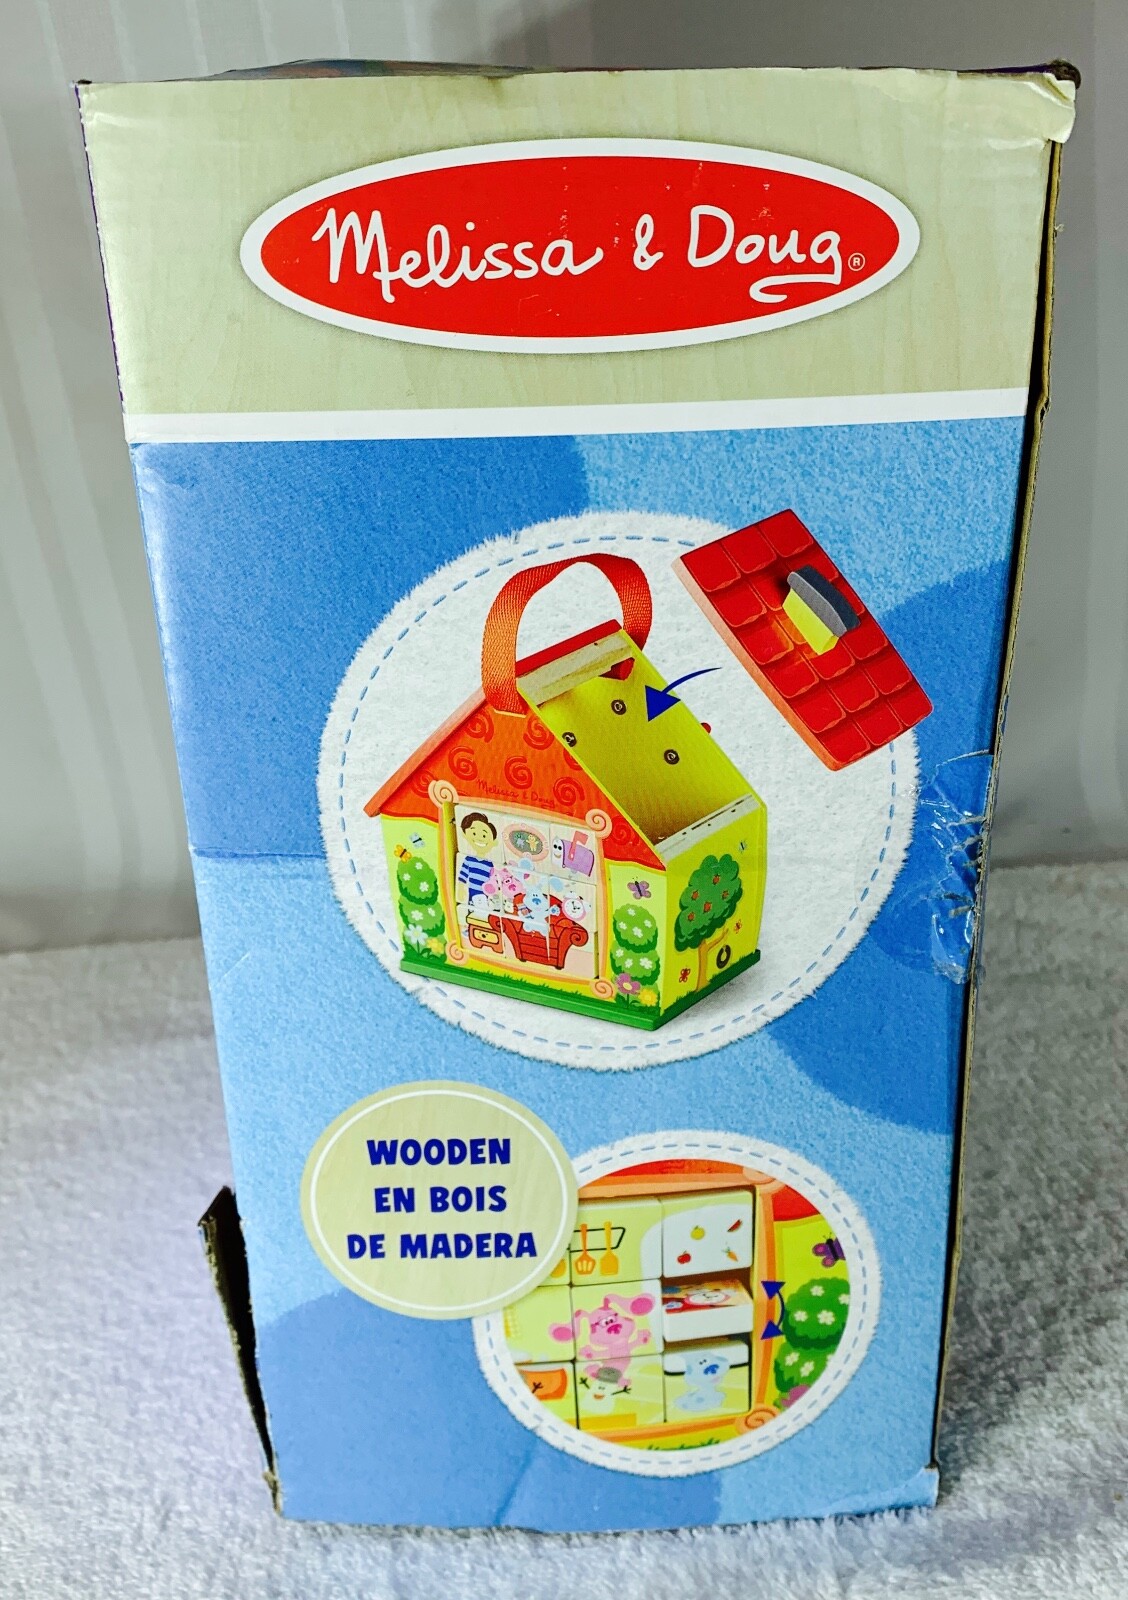 Melissa & Doug®
Melissa & Doug
WOODEN
EN BOIS
DE MADERA